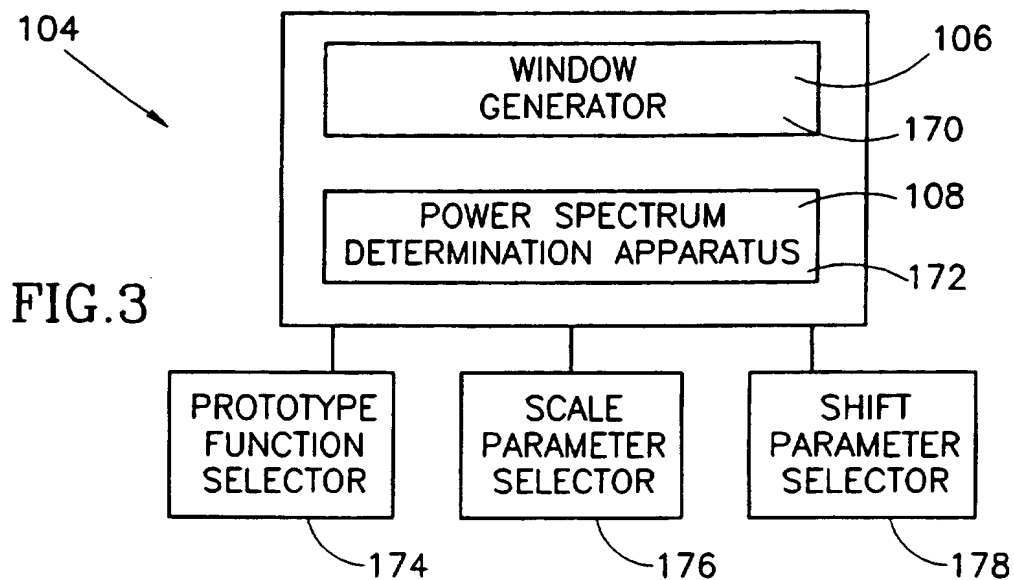 104
WINDOW
GENERATOR
106
170
POWER SPECTRUM
DETERMINATION APPARATUS
108
172
FIG.3
PROTOTYPE
FUNCTION
SELECTOR
SCALE
PARAMETER
SELECTOR
SHIFT
PARAMETER
SELECTOR
174
176
178